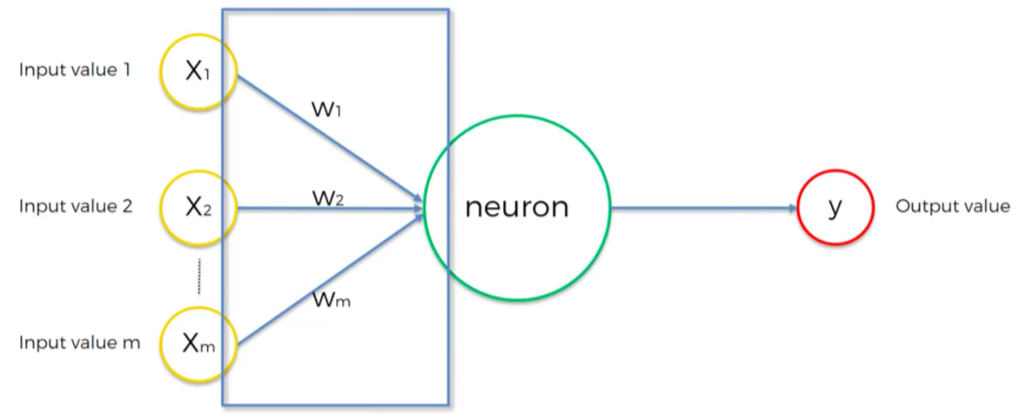 Input value 1
X1
W1
Input value 2
X2
W2
neuron
y
Output value
Wm
Input value m
Xm